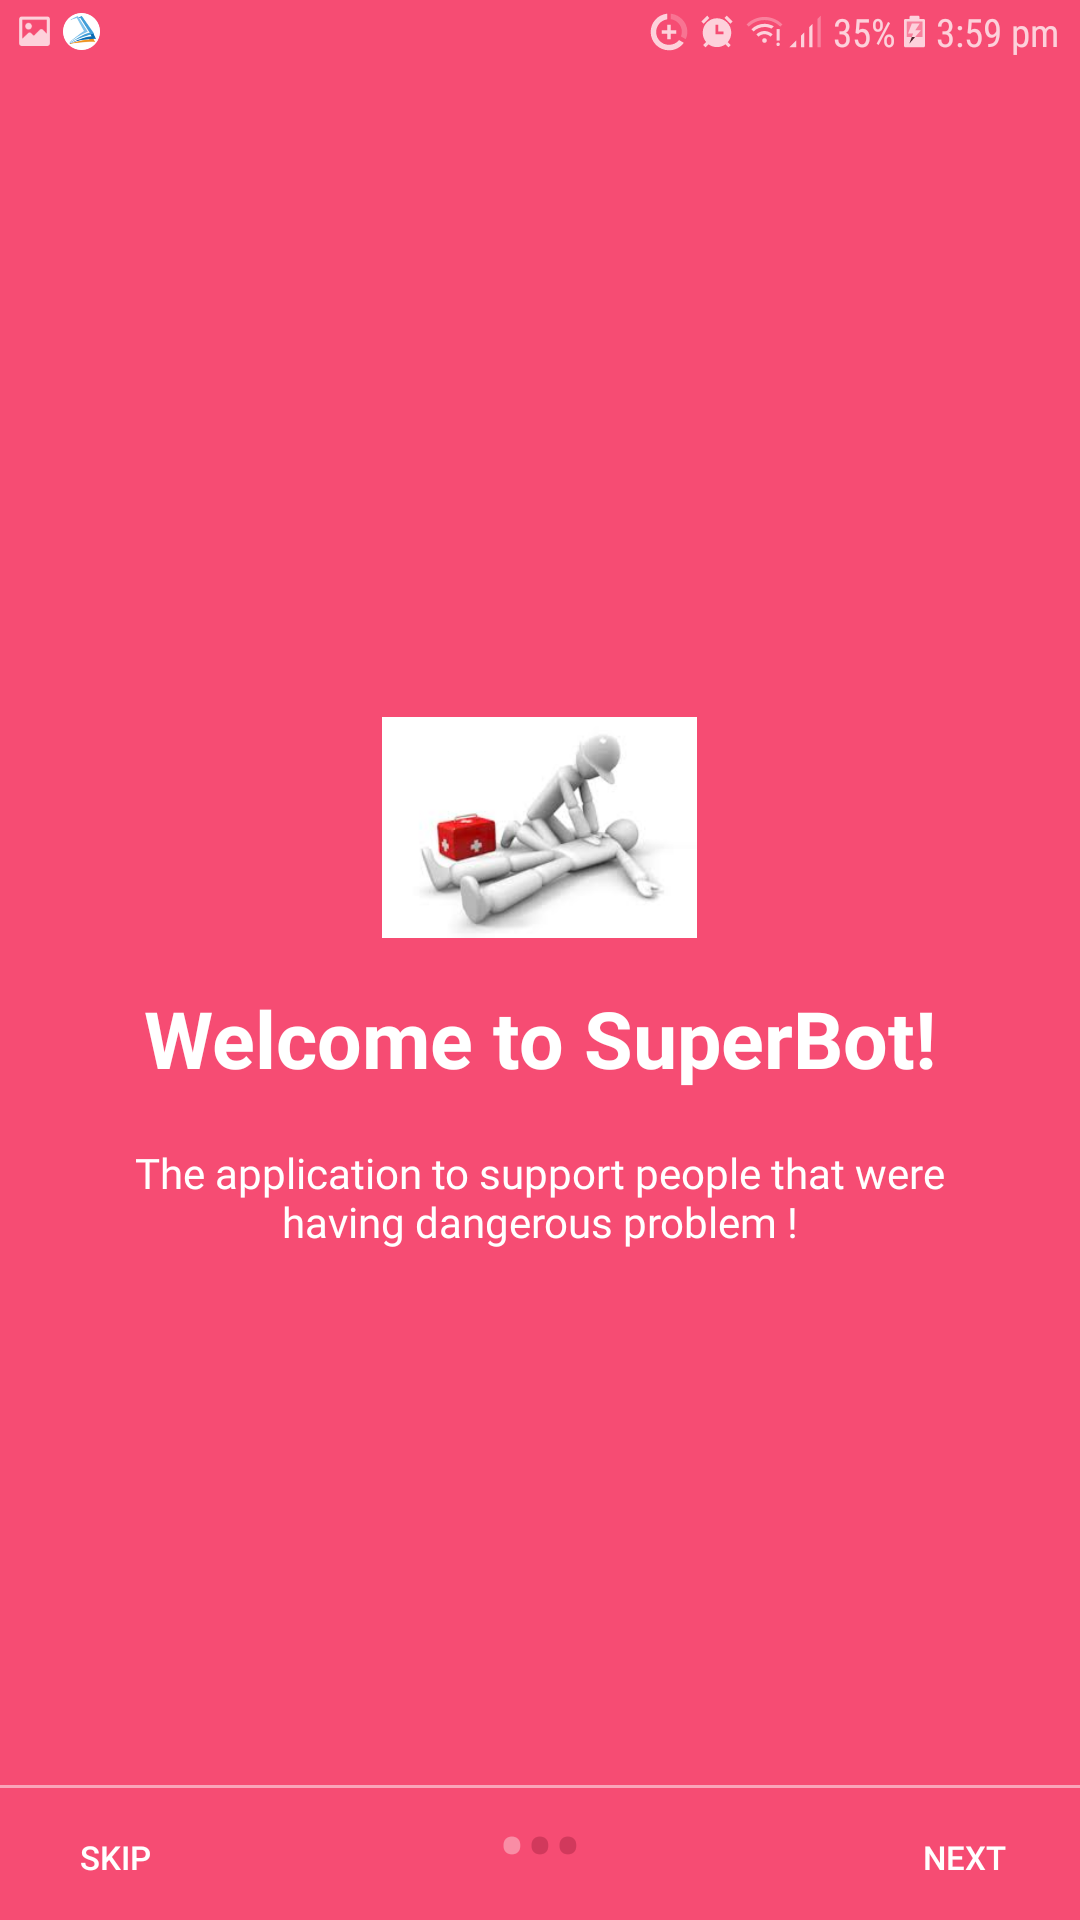 35% 3:59 pm
Welcome to SuperBot!
The application to support people that were
having dangerous problem !
SKIP
NEXT